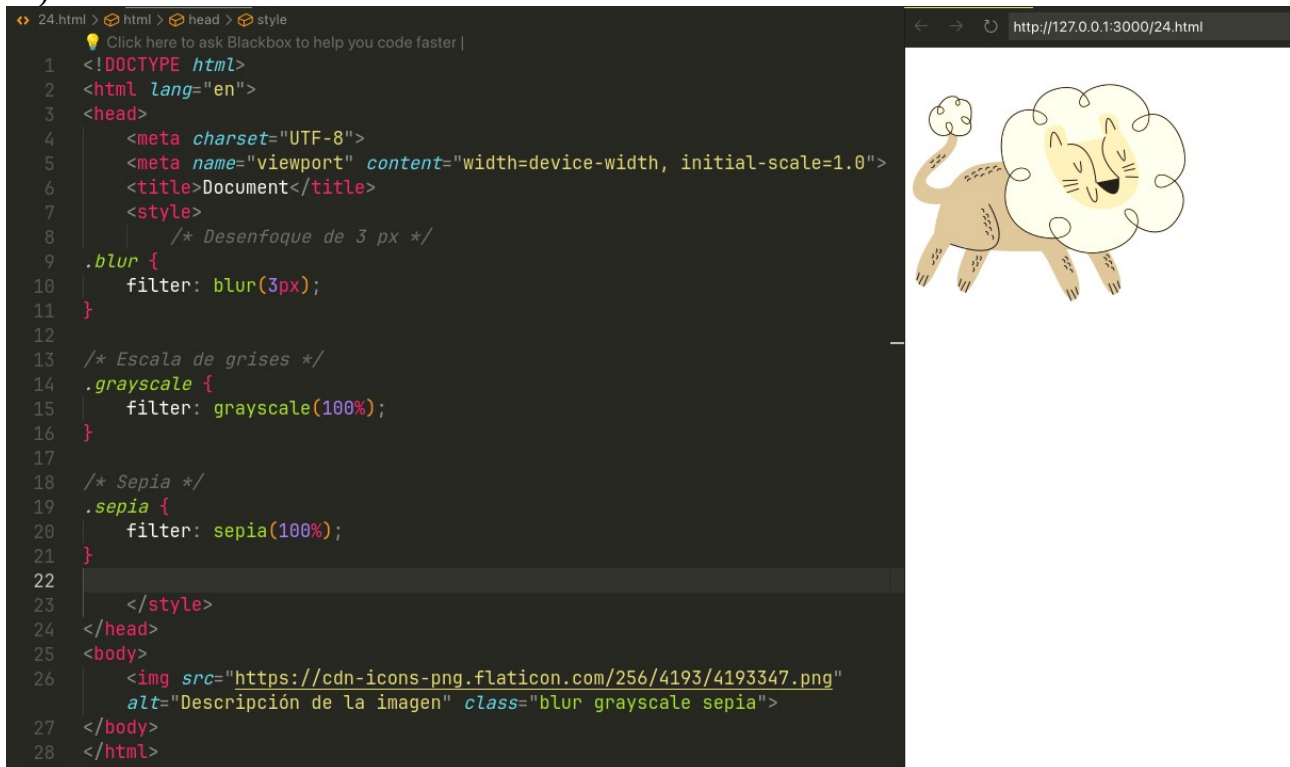 24.html > html > head > style
Click here to ask Blackbox to help you code faster |
http://127.0.0.1:3000/24.html
1 <!DOCTYPE html>
2 <html lang="en">
3 <head>
4 <meta charset="UTF-8">
5 <meta name="viewport" content="width=device-width, initial-scale=1.0">
6 <title>Document</title>
7 <style>
8 /* Desenfoque de 3 px */
9 .blur {
10 filter: blur(3px);
11 }
12
13 /* Escala de grises */
14 .grayscale {
15 filter: grayscale(100%);
16 }
17
18 /* Sepia */
19 .sepia {
20 filter: sepia(100%);
21 }
22
23 </style>
24 </head>
25 <body>
26 <img src="https://cdn-icons-png.flaticon.com/256/4193/4193347.png"
alt="Descripción de la imagen" class="blur grayscale sepia">
27 </body>
28 </html>